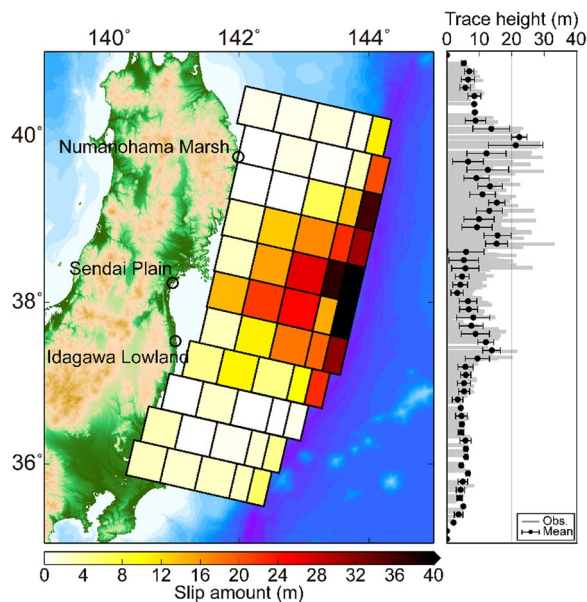 140° 142° 144°
Trace height (m)
0 10 20 30 40
40°
Numanohama Marsh
Sendai Plain
38°
Idagawa Lowland
36°
Obs.
Mean
0 4 8 12 16 20 24 28 32 36 40
Slip amount (m)